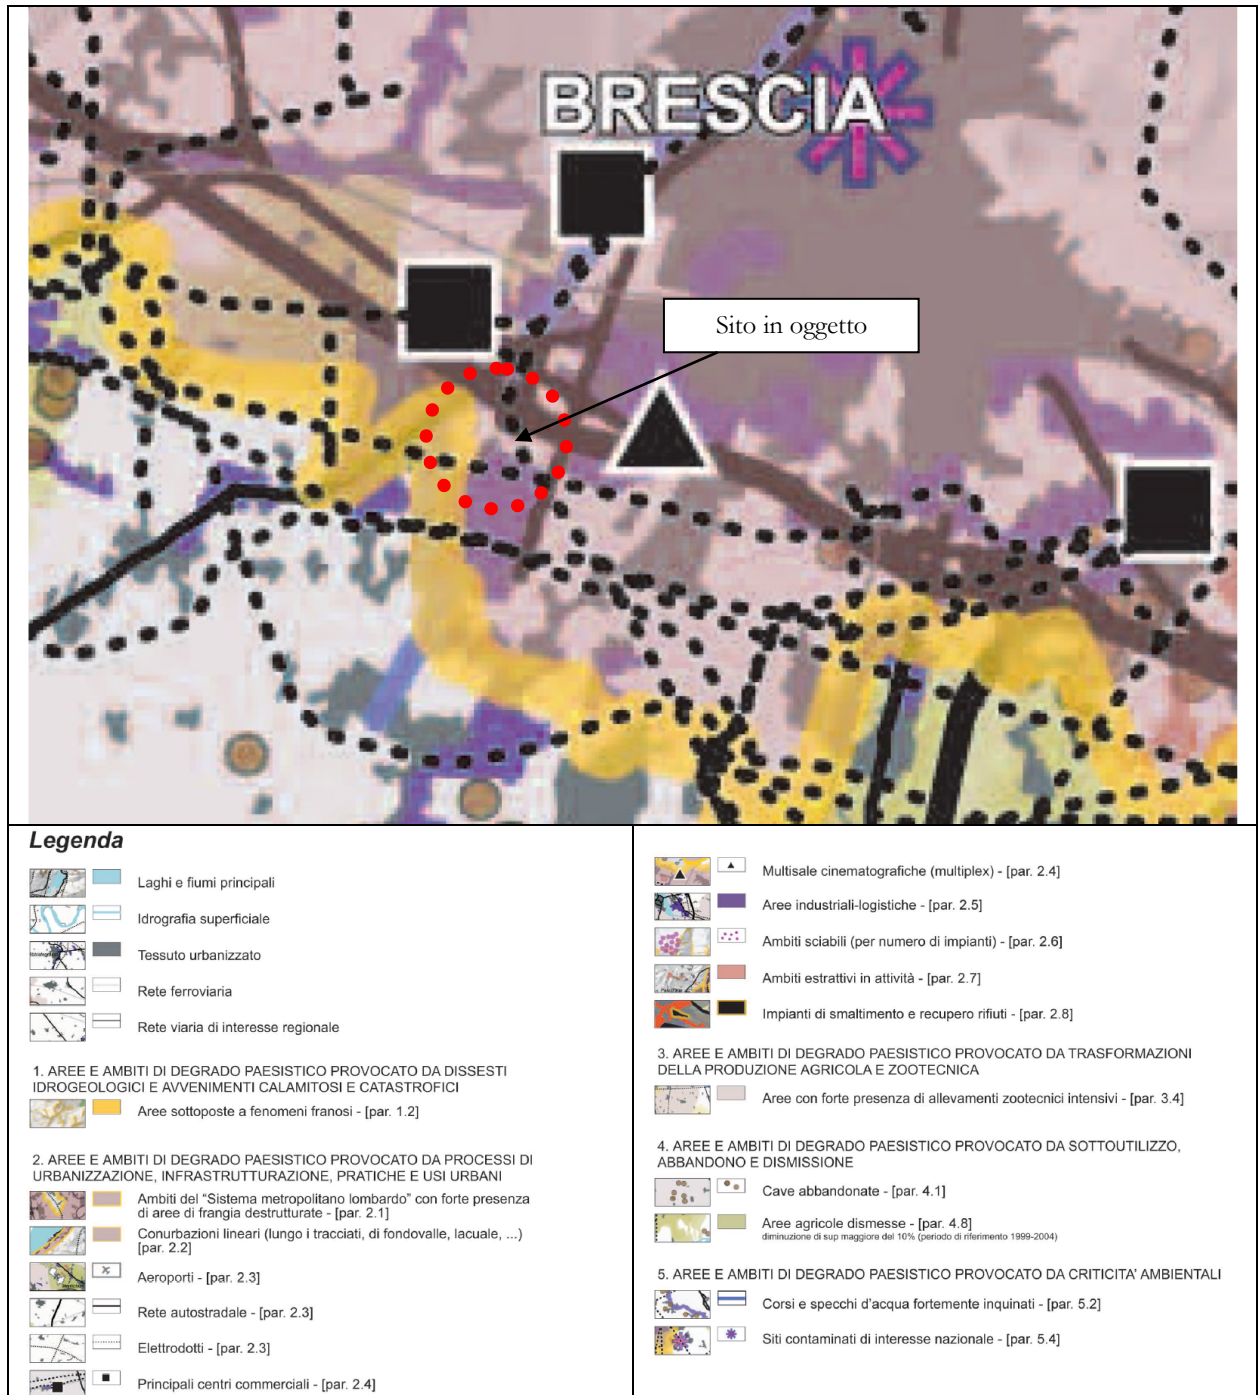 BRESCIA
Sito in oggetto
Legenda
Laghi e fiumi principali
Idrografia superficiale
Tessuto urbanizzato
Rete ferroviaria
Rete viaria di interesse regionale
1. AREE E AMBITI DI DEGRADO PAESISTICO PROVOCATO DA DISSESTI
IDROGEOLOGICI E AVVENIMENTI CALAMITOSI E CATASTROFICI
Aree sottoposte a fenomeni franosi - [par. 1.2]
2. AREE E AMBITI DI DEGRADO PAESISTICO PROVOCATO DA PROCESSI DI
URBANIZZAZIONE, INFRASTRUTTURAZIONE, PRATICHE E USI URBANI
Ambiti del "Sistema metropolitano lombardo" con forte presenza
di aree di frangia destrutturate - [par. 2.1]
Conurbazioni lineari (lungo i tracciati, di fondovalle, lacuale, ...)
[par. 2.2]
Aeroporti - [par. 2.3]
Rete autostradale - [par. 2.3]
Elettrodotti - [par. 2.3]
Principali centri commerciali - [par. 2.4]
Multisale cinematografiche (multiplex) - [par. 2.4]
Aree industriali-logistiche - [par. 2.5]
Ambiti sciabili (per numero di impianti) - [par. 2.6]
Ambiti estrattivi in attività - [par. 2.7]
Impianti di smaltimento e recupero rifiuti - [par. 2.8]
3. AREE E AMBITI DI DEGRADO PAESISTICO PROVOCATO DA TRASFORMAZIONI
DELLA PRODUZIONE AGRICOLA E ZOOTECNICA
Aree con forte presenza di allevamenti zootecnici intensivi - [par. 3.4]
4. AREE E AMBITI DI DEGRADO PAESISTICO PROVOCATO DA SOTTOUTILIZZO,
ABBANDONO E DISMISSIONE
Cave abbandonate - [par. 4.1]
Aree agricole dismesse - [par. 4.8]
diminuzione di sup maggiore del 10% (periodo di riferimento 1999-2004)
5. AREE E AMBITI DI DEGRADO PAESISTICO PROVOCATO DA CRITICITA' AMBIENTALI
Corsi e specchi d'acqua fortemente inquinati - [par. 5.2]
Siti contaminati di interesse nazionale - [par. 5.4]